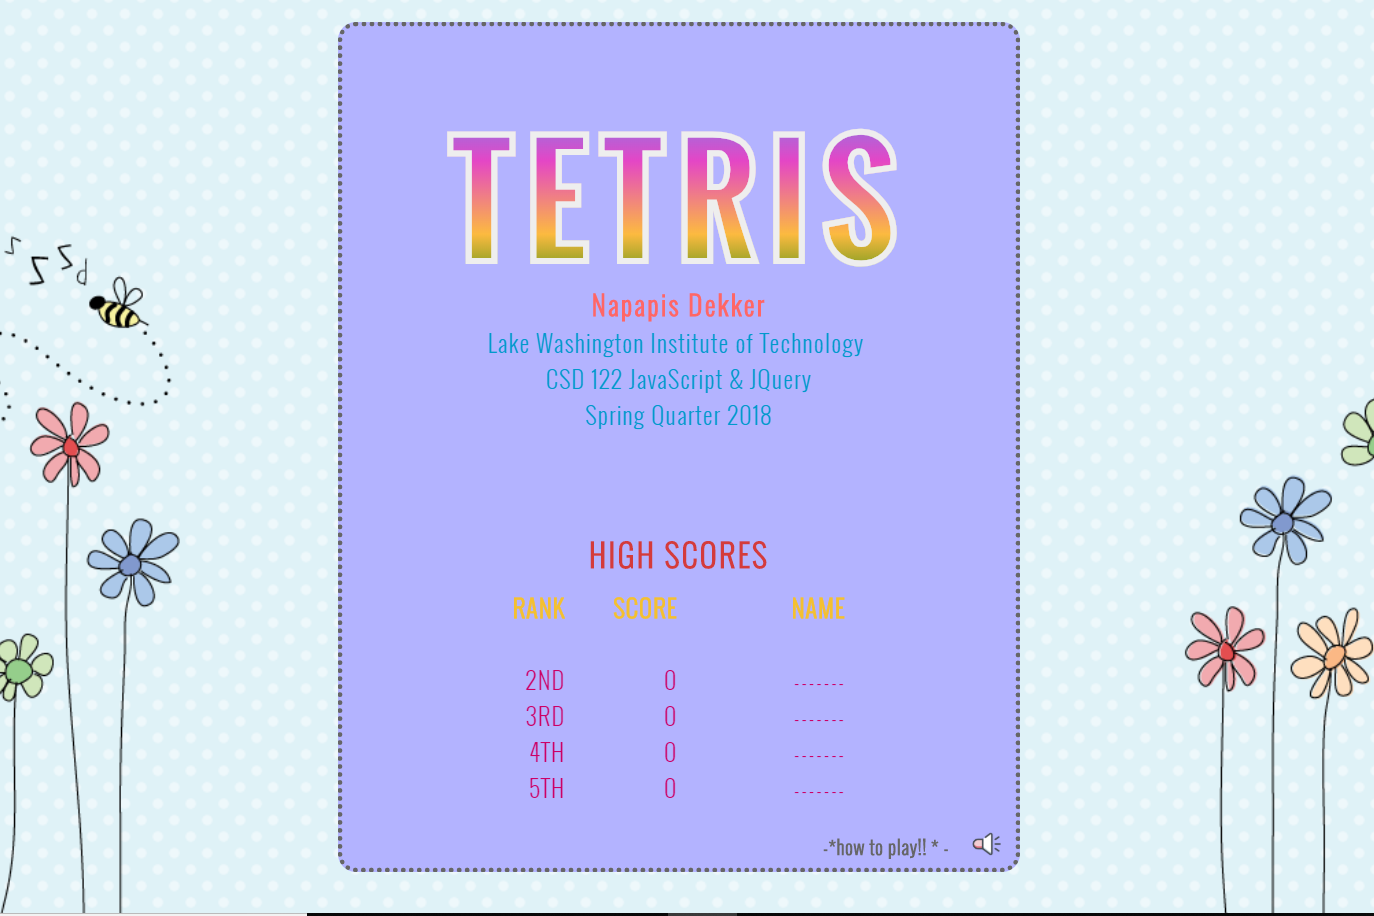 TETRIS
Napapis Dekker
Lake Washington Institute of Technology
CSD 122 JavaScript & JQuery
Spring Quarter 2018
HIGH SCORES
RANK SCORE NAME
2ND 0 -------
3RD 0 -------
4TH 0 -------
5TH 0 -------
-*how to play!! * -